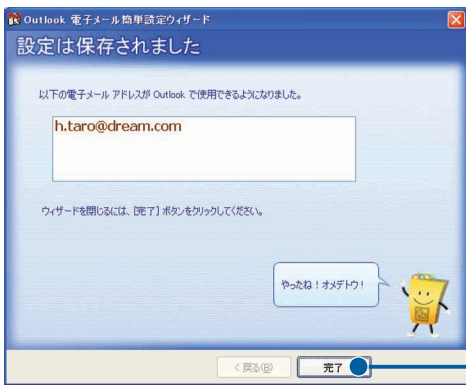 Outlook 電子メール簡単設定ウィザード
設定は保存されました
以下の電子メール アドレスが Outlook で使用できるようになりました。
h.taro@dream.com
ウィザードを閉じるには、[完了] ボタンをクリックしてください。
やったね！オメデトウ！
< 戻る(B)
完了